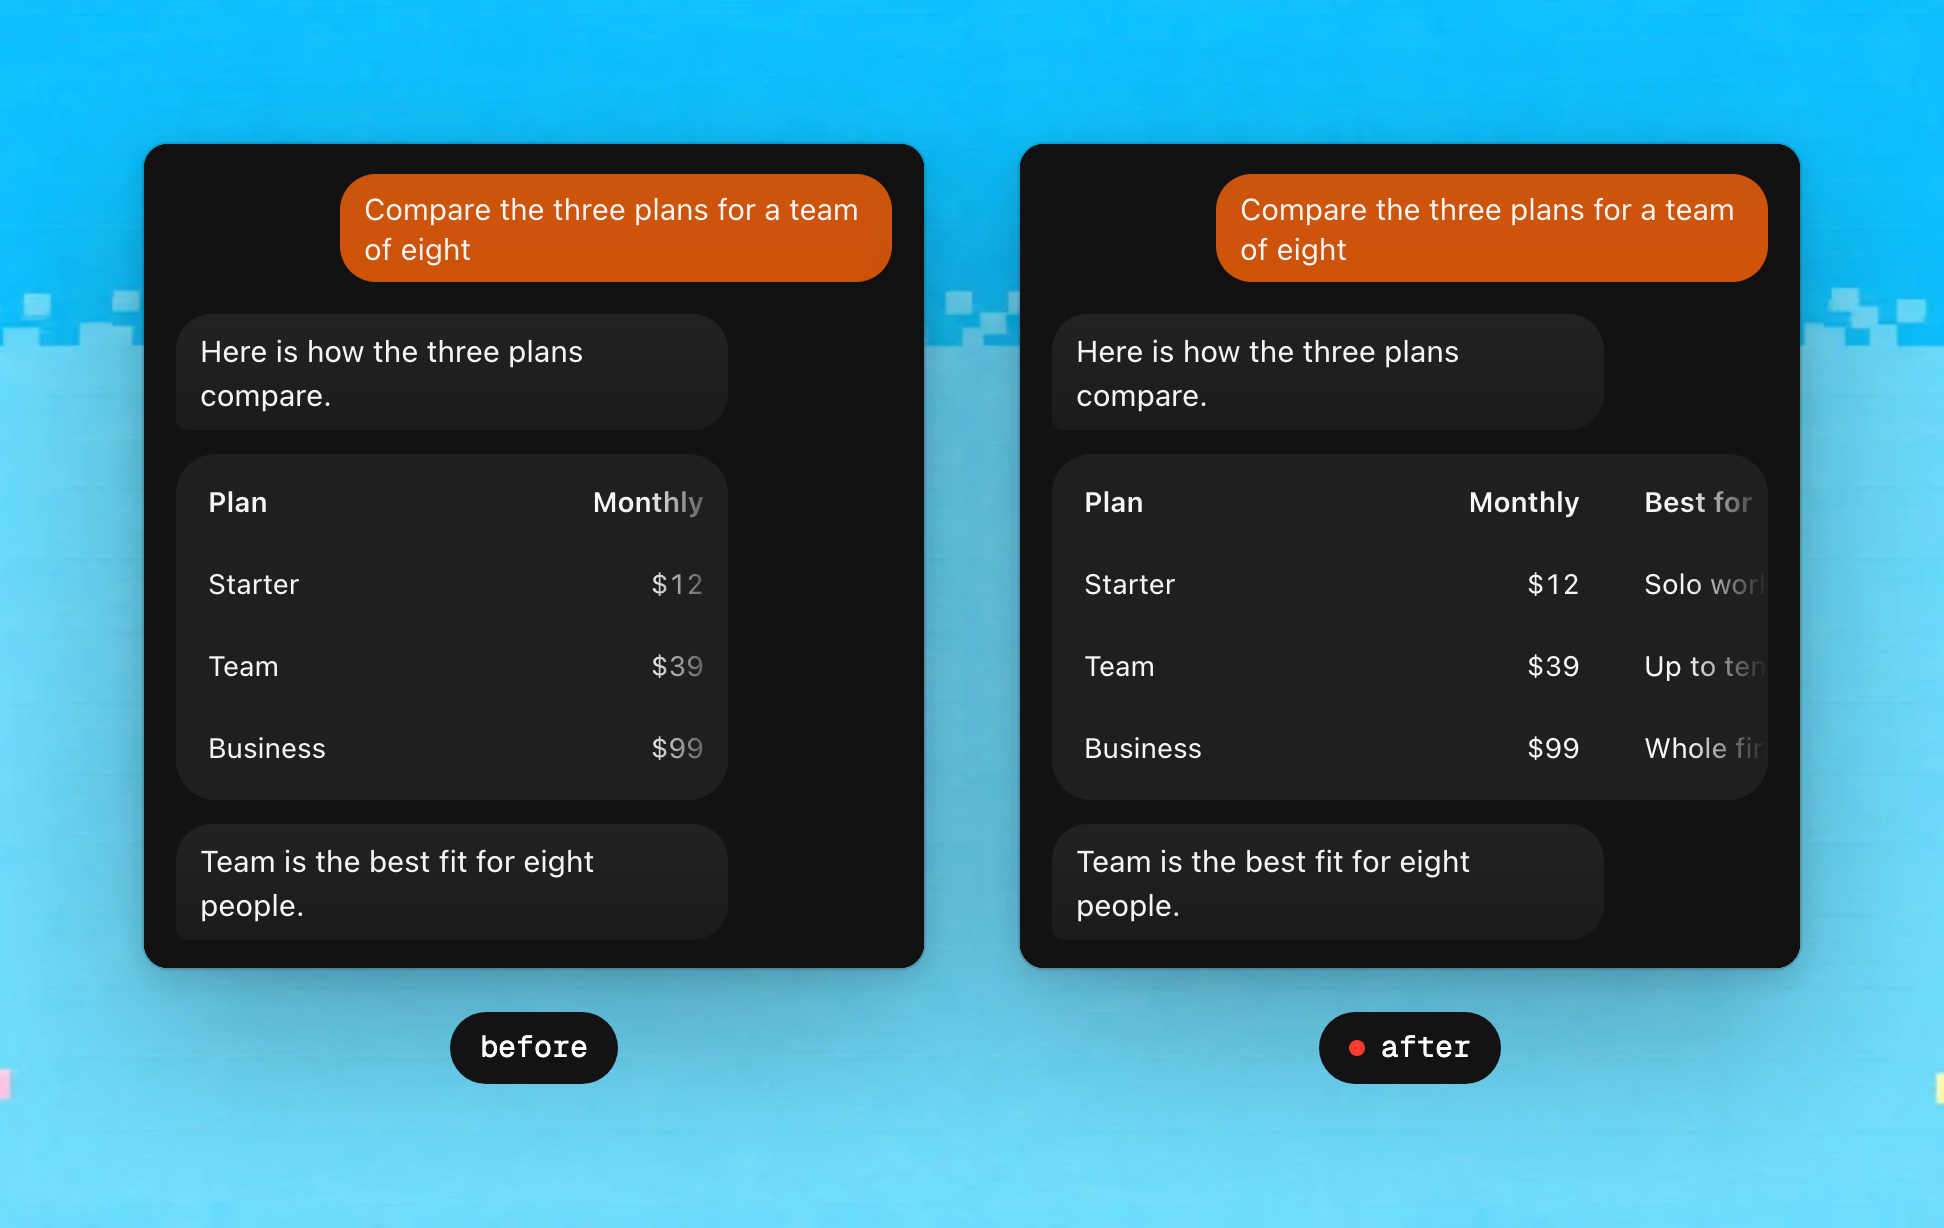 Compare the three plans for a team
of eight
Here is how the three plans
compare.
Plan Monthly
Starter $12
Team $39
Business $99
Team is the best fit for eight
people.
before
Compare the three plans for a team
of eight
Here is how the three plans
compare.
Plan Monthly Best for
Starter $12 Solo
Team $39 Up to ten
Business $99 Whole
Team is the best fit for eight
people.
after